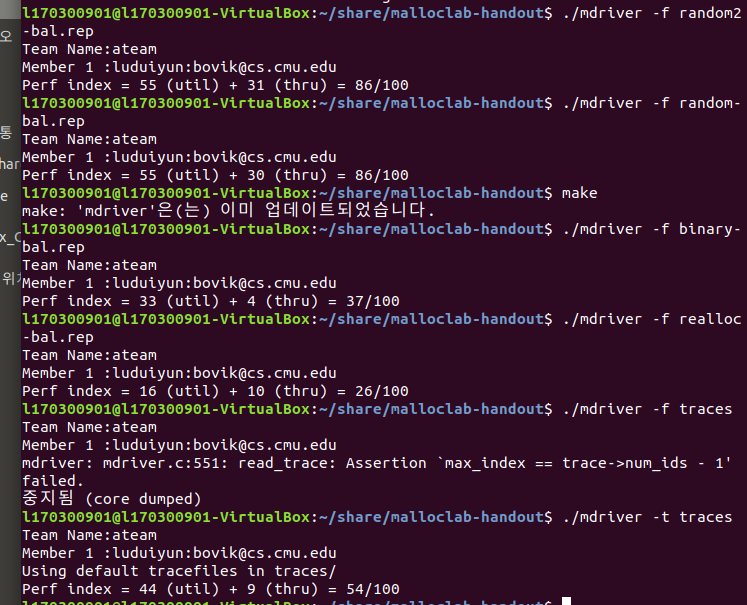 l170300901@l170300901-VirtualBox:~/share/malloclab-handout$ ./mdriver -f random2
-bal.rep
Team Name:ateam
Member 1 :luduiyun:bovik@cs.cmu.edu
Perf index = 55 (util) + 31 (thru) = 86/100
l170300901@l170300901-VirtualBox:~/share/malloclab-handout$ ./mdriver -f random-
bal.rep
Team Name:ateam
Member 1 :luduiyun:bovik@cs.cmu.edu
Perf index = 55 (util) + 30 (thru) = 86/100
l170300901@l170300901-VirtualBox:~/share/malloclab-handout$ make
make: 'mdriver'은(는) 이미 업데이트되었습니다.
l170300901@l170300901-VirtualBox:~/share/malloclab-handout$ ./mdriver -f binary-
bal.rep
Team Name:ateam
Member 1 :luduiyun:bovik@cs.cmu.edu
Perf index = 33 (util) + 4 (thru) = 37/100
l170300901@l170300901-VirtualBox:~/share/malloclab-handout$ ./mdriver -f realloc
-bal.rep
Team Name:ateam
Member 1 :luduiyun:bovik@cs.cmu.edu
Perf index = 16 (util) + 10 (thru) = 26/100
l170300901@l170300901-VirtualBox:~/share/malloclab-handout$ ./mdriver -f traces
Team Name:ateam
Member 1 :luduiyun:bovik@cs.cmu.edu
mdriver: mdriver.c:551: read_trace: Assertion `max_index == trace->num_ids - 1'
failed.
중지됨 (core dumped)
l170300901@l170300901-VirtualBox:~/share/malloclab-handout$ ./mdriver -t traces
Team Name:ateam
Member 1 :luduiyun:bovik@cs.cmu.edu
Using default tracefiles in traces/
Perf index = 44 (util) + 9 (thru) = 54/100
l170300901@l170300901-VirtualBox:~/share/malloclab-handout$
오
통
har
e
x_C